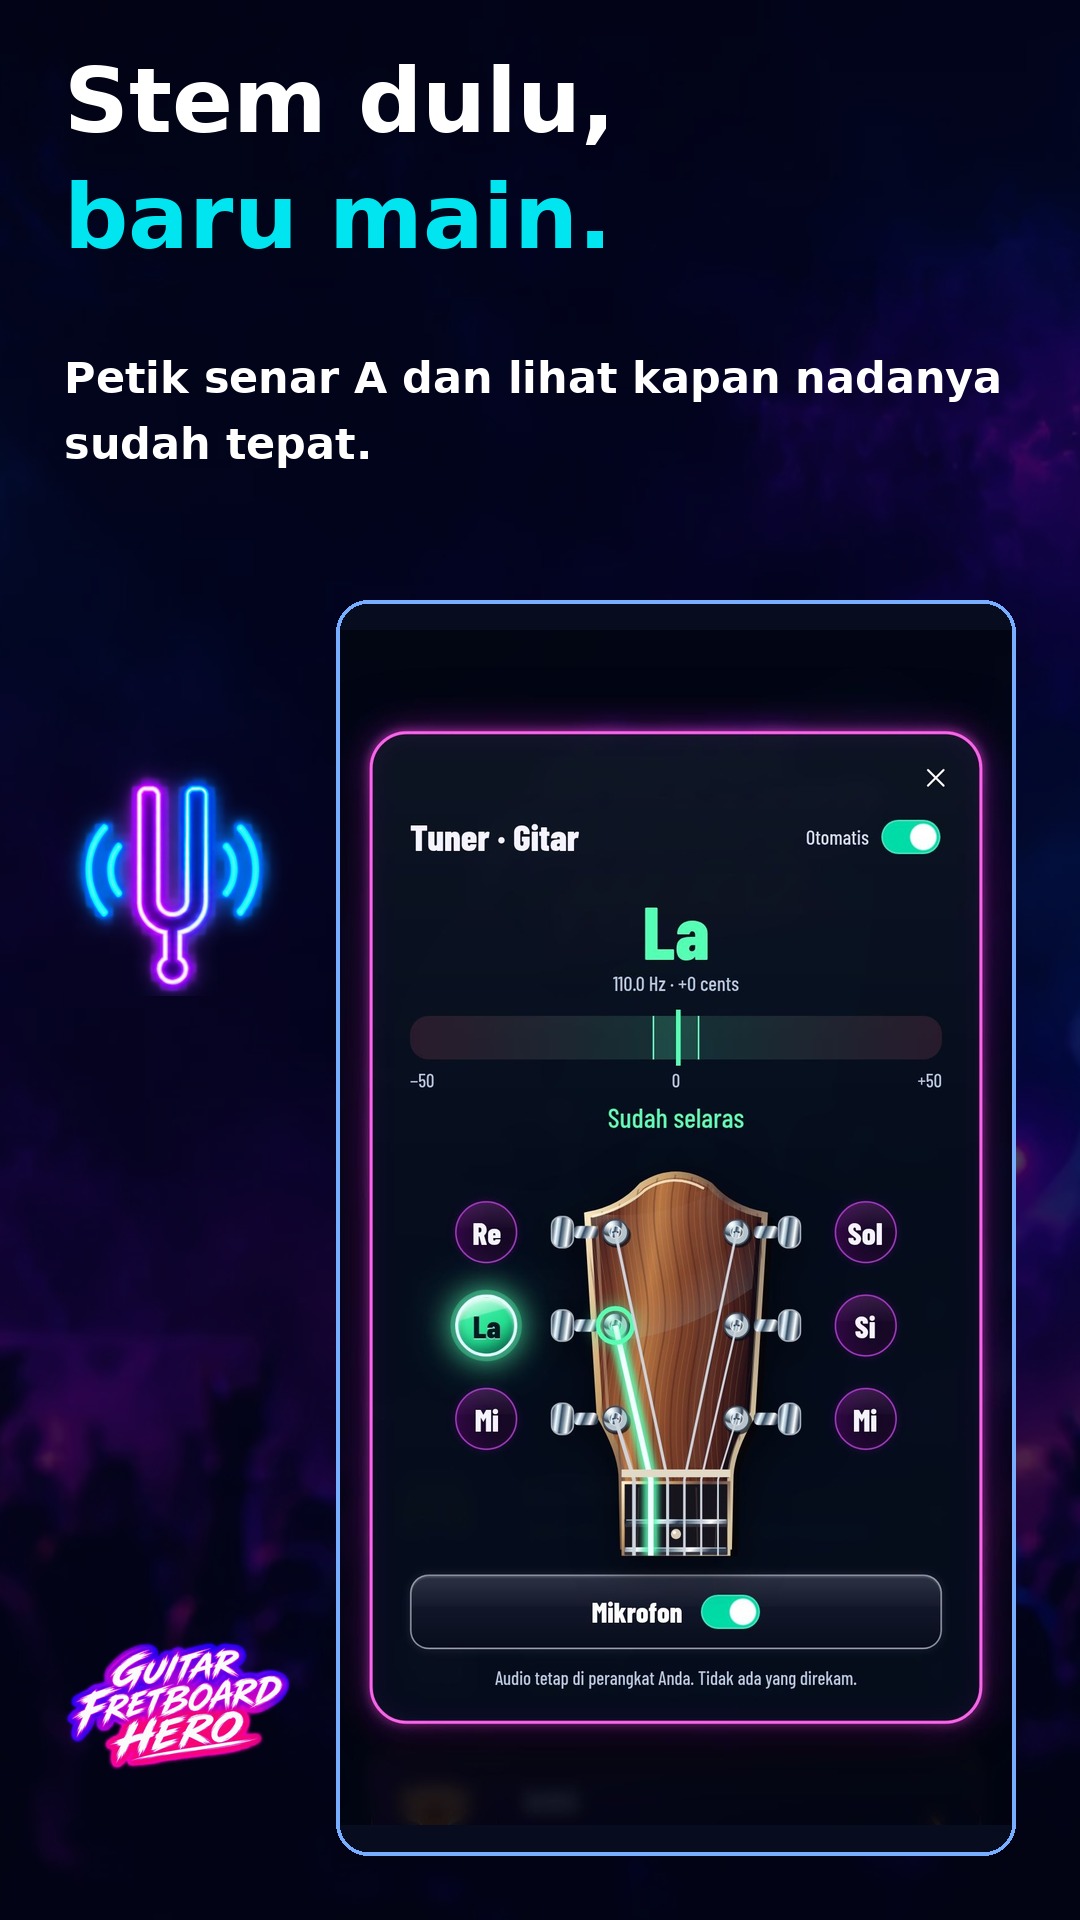 Stem dulu,
baru main.
Petik senar A dan lihat kapan nadanya
sudah tepat.
Tuner · Gitar
Otomatis
La
110.0 Hz · +0 cents
−50
0
+50
Sudah selaras
Re
Sol
La
Si
Mi
Mi
Mikrofon
Audio tetap di perangkat Anda. Tidak ada yang direkam.
GUITAR
FRETBOARD
HERO